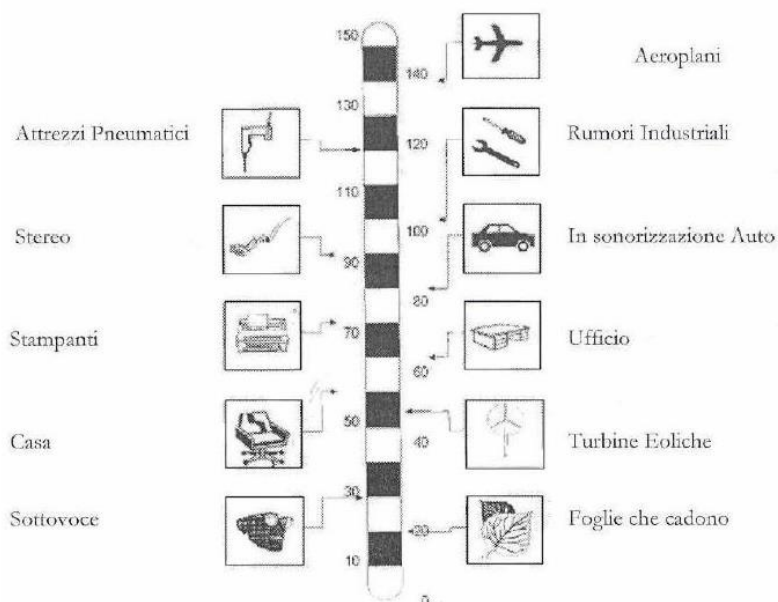 150
140
Aeroplani
130
Attrezzi Pneumatici
120
Rumori Industriali
110
100
Stereo
In sonorizzazione Auto
90
80
Stampanti
70
Ufficio
60
50
Casa
40
Turbine Eoliche
30
Sottovoce
20
Foglie che cadono
10
0